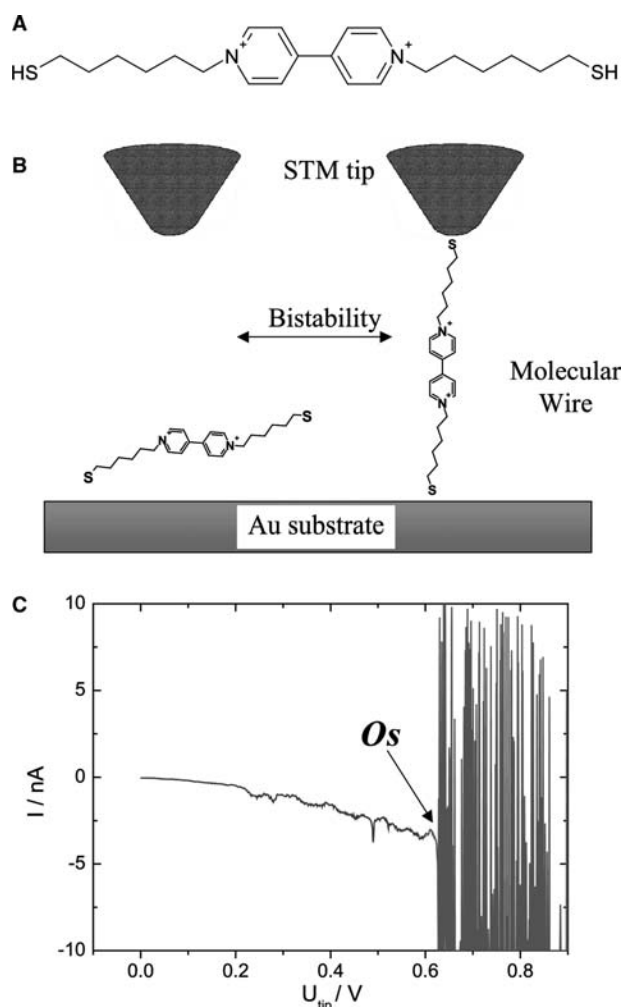 A
HS
N
+
+
N
SH
B
STM tip
S
N
+
Bistability
Molecular
Wire
N
+
S
N
+
+
N
S
S
Au substrate
C
10
5
0
-5
-10
I / nA
Os
0.0 0.2 0.4 0.6 0.8
U tip / V